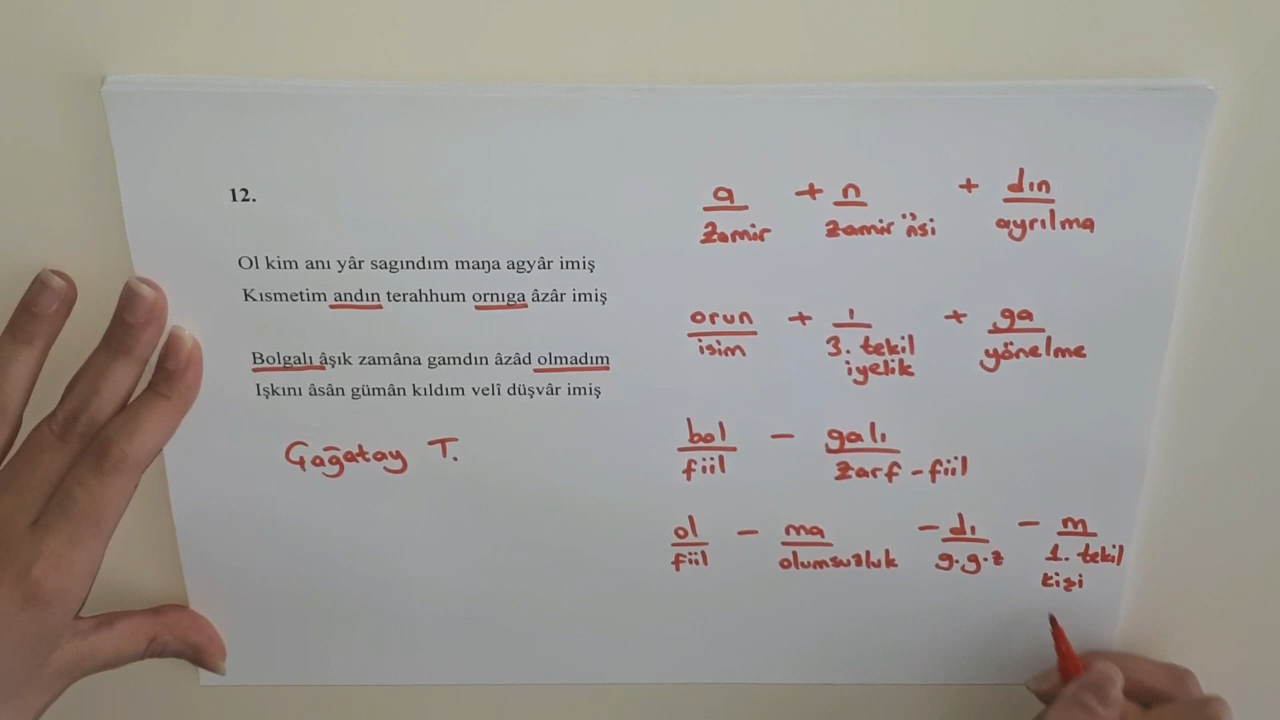 12.
Ol kim anı yâr sagındım maŋa agyâr imiş
Kısmetim andın terahhum ornıga âzâr imiş
Bolgalı âşık zamâna gamdın âzâd olmadım
Işkını âsân gümân kıldım velî düşvâr imiş
Çağatay T.
a + n + dın
zamir zamir "n"si ayrılma
orun + ı + ga
isim 3. tekil iyelik yönelme
bol - galı
fiil zarf-fiil
ol - ma - dı - m
fiil olumsuzluk g.g.z 1. tekil kişi